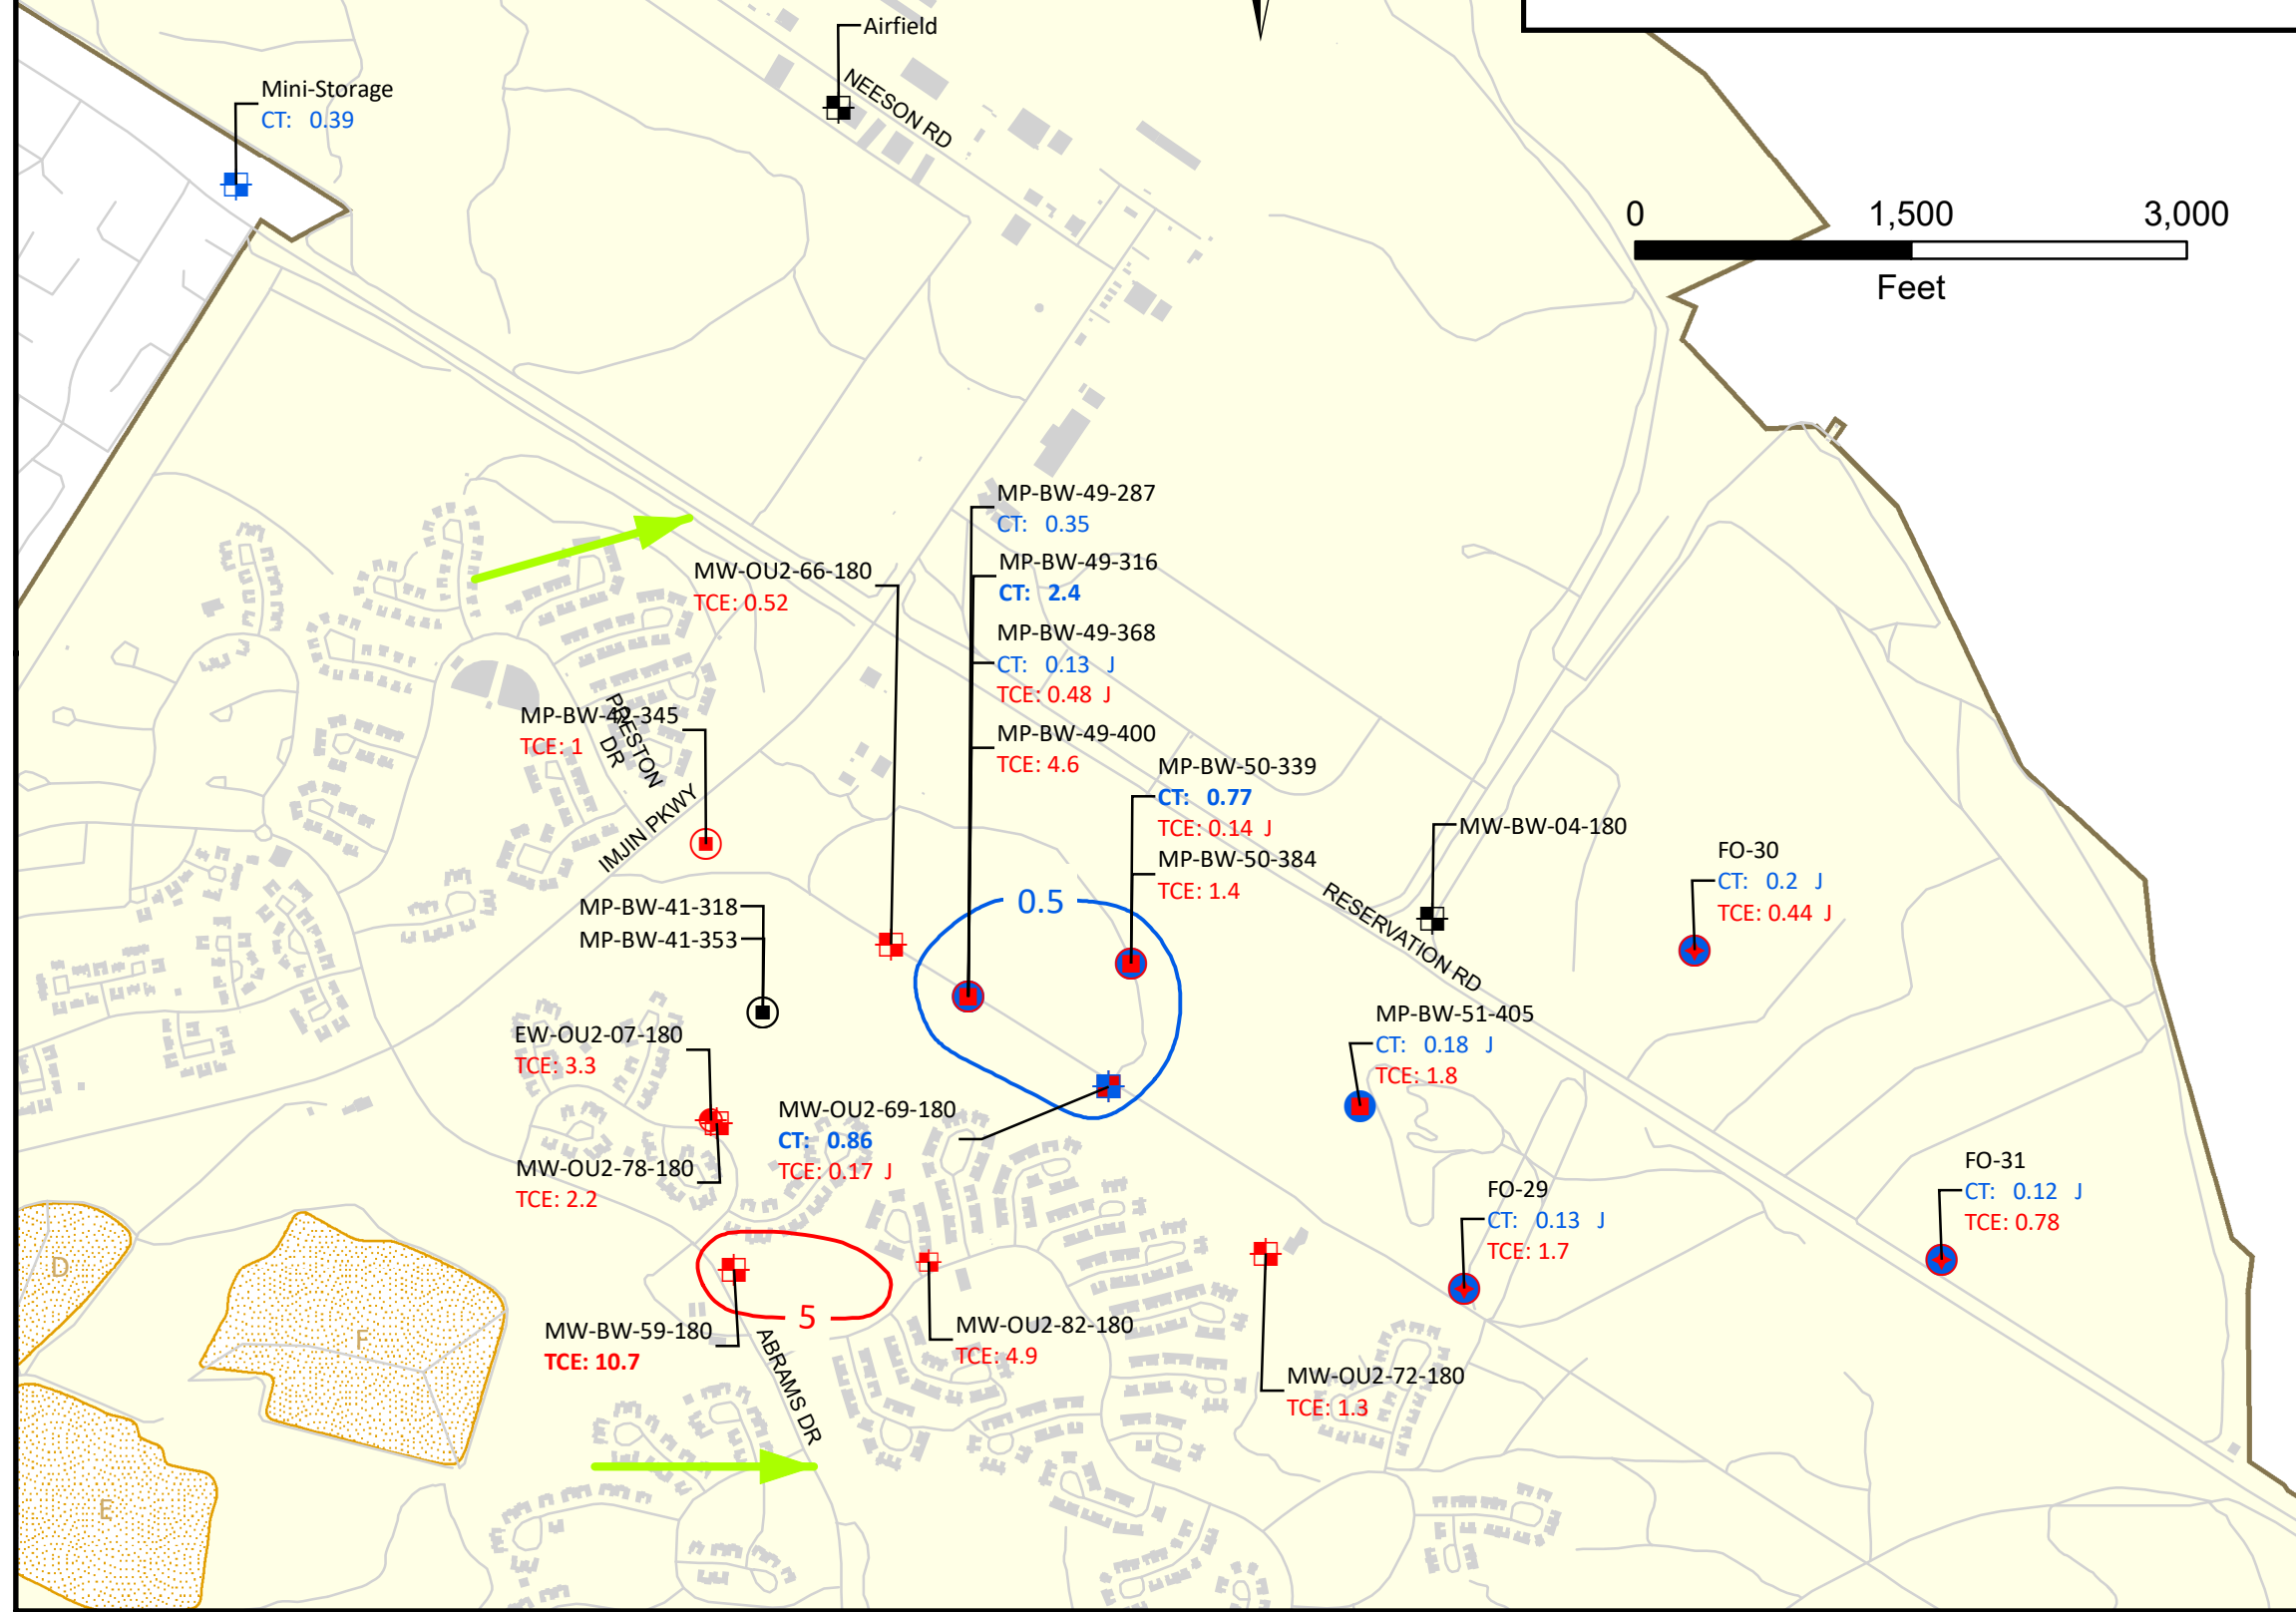 Airfield
NEESON RD
Mini-Storage
CT: 0.39
0 1,500 3,000
Feet
MP-BW-49-287
CT: 0.35
MP-BW-49-316
CT: 2.4
MP-BW-49-368
CT: 0.13 J
TCE: 0.48 J
MP-BW-49-400
TCE: 4.6
MW-OU2-66-180
TCE: 0.52
MP-BW-42-345
TCE: 1
PRESTON
DR
IMJIN PKWY
MP-BW-50-339
CT: 0.77
TCE: 0.14 J
MP-BW-50-384
TCE: 1.4
MW-BW-04-180
RESERVATION RD
FO-30
CT: 0.2 J
TCE: 0.44 J
MP-BW-41-318
MP-BW-41-353
0.5
EW-OU2-07-180
TCE: 3.3
MP-BW-51-405
CT: 0.18 J
TCE: 1.8
MW-OU2-69-180
CT: 0.86
TCE: 0.17 J
MW-OU2-78-180
TCE: 2.2
FO-29
CT: 0.13 J
TCE: 1.7
FO-31
CT: 0.12 J
TCE: 0.78
D
F
E
5
MW-BW-59-180
TCE: 10.7
ABRAMS DR
MW-OU2-82-180
TCE: 4.9
MW-OU2-72-180
TCE: 1.3